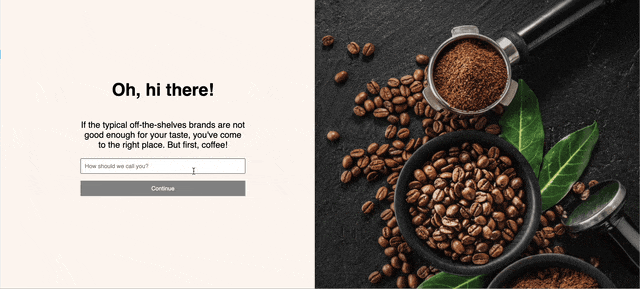 Oh, hi there!
If the typical off-the-shelves brands are not
good enough for your taste, you've come
to the right place. But first, coffee!
How should we call you?
Continue